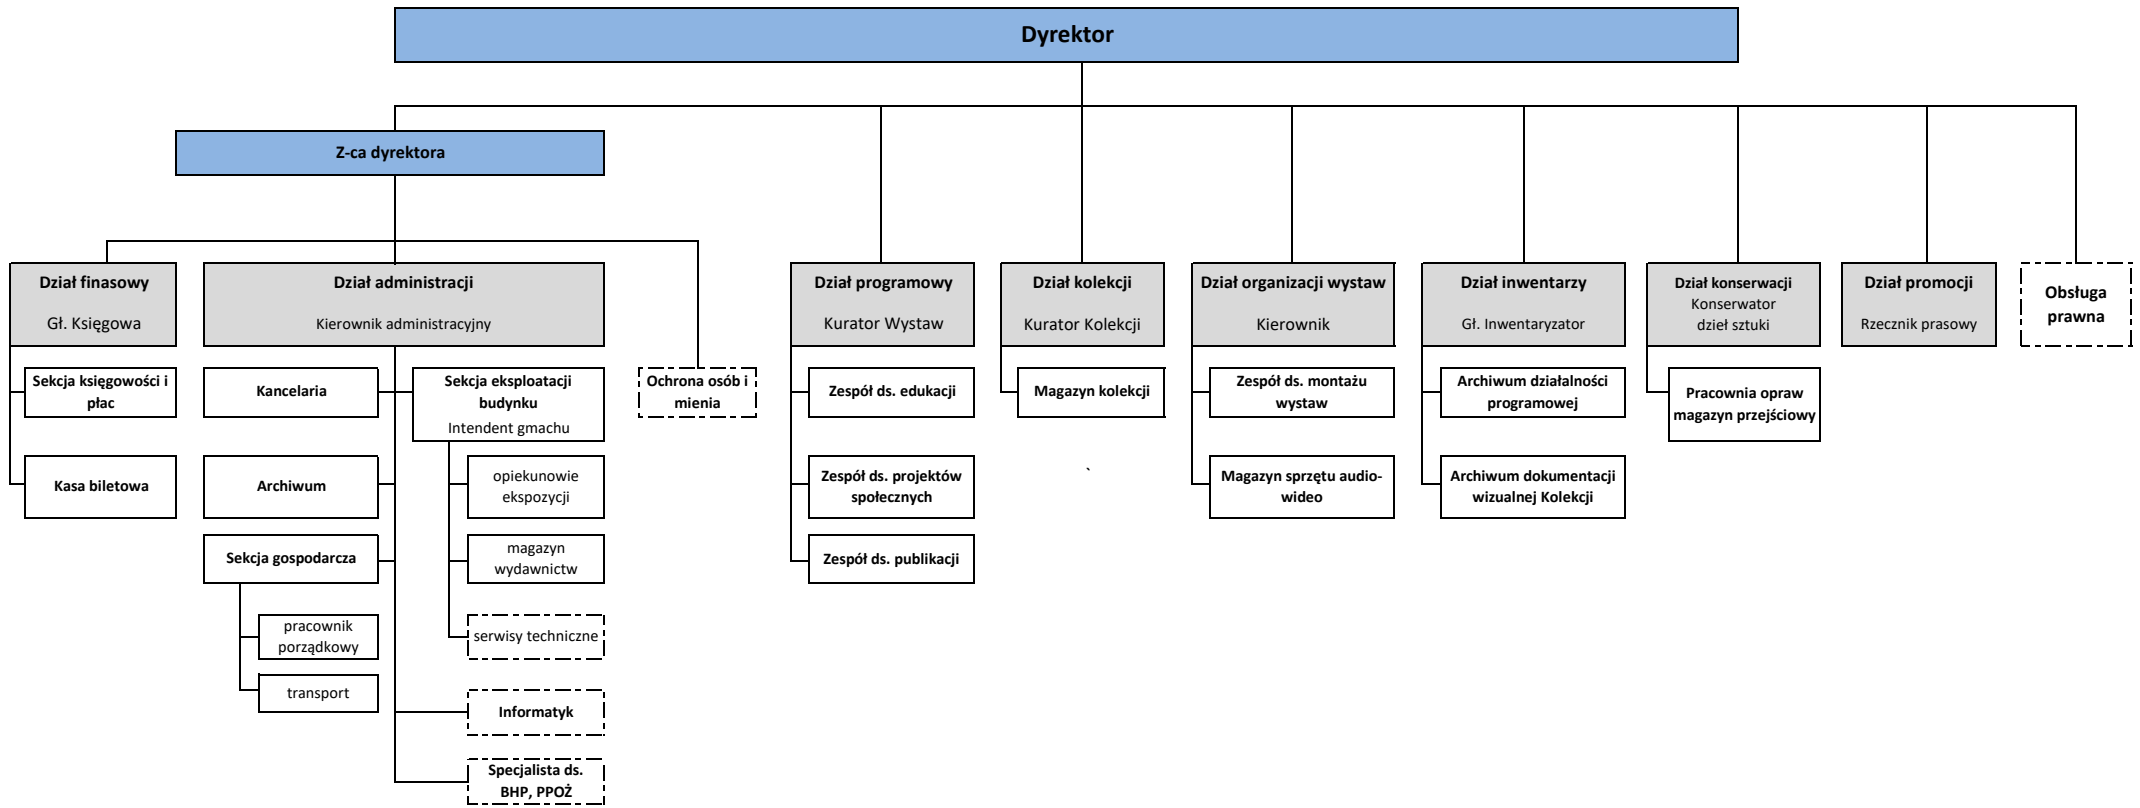 Dyrektor
Z-ca dyrektora
Dział finasowy
Gł. Księgowa
Dział administracji
Kierownik administracyjny
Dział programowy
Kurator Wystaw
Dział kolekcji
Kurator Kolekcji
Dział organizacji wystaw
Kierownik
Dział inwentarzy
Gł. Inwentaryzator
Dział konserwacji
Konserwator
dzieł sztuki
Dział promocji
Rzecznik prasowy
Obsługa
prawna
Sekcja księgowości i
płac
Kancelaria
Sekcja eksploatacji
budynku
Intendent gmachu
Ochrona osób i
mienia
Zespół ds. edukacji
Magazyn kolekcji
Zespół ds. montażu
wystaw
Archiwum działalności
programowej
Pracownia opraw
magazyn przejściowy
Kasa biletowa
Archiwum
opiekunowie
ekspozycji
Zespół ds. projektów
społecznych
`
Magazyn sprzętu audio-
wideo
Archiwum dokumentacji
wizualnej Kolekcji
Sekcja gospodarcza
magazyn
wydawnictw
Zespół ds. publikacji
pracownik
porządkowy
serwisy techniczne
transport
Informatyk
Specjalista ds.
BHP, PPOŻ